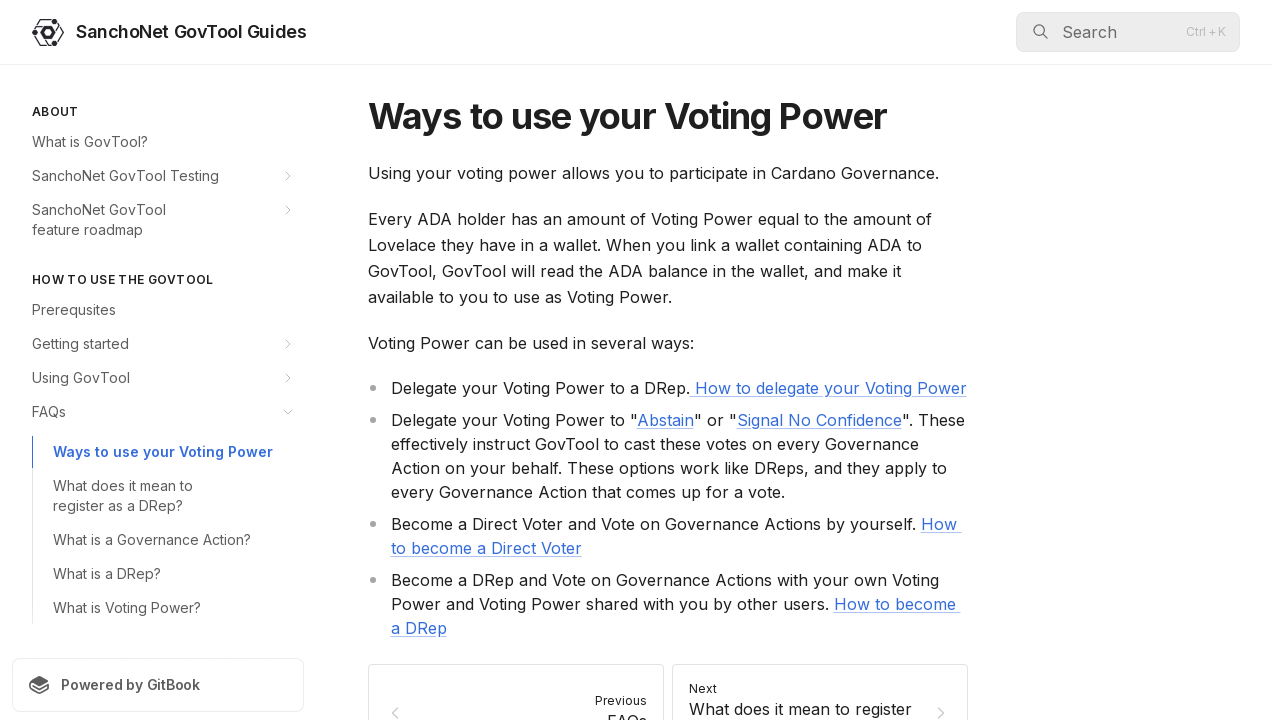 SanchoNet GovTool Guides
Search
Ctrl + K
ABOUT
What is GovTool?
SanchoNet GovTool Testing
SanchoNet GovTool
feature roadmap
HOW TO USE THE GOVTOOL
Prerequsites
Getting started
Using GovTool
FAQs
Ways to use your Voting Power
What does it mean to
register as a DRep?
What is a Governance Action?
What is a DRep?
What is Voting Power?
Powered by GitBook
Ways to use your Voting Power
Using your voting power allows you to participate in Cardano Governance.
Every ADA holder has an amount of Voting Power equal to the amount of
Lovelace they have in a wallet. When you link a wallet containing ADA to
GovTool, GovTool will read the ADA balance in the wallet, and make it
available to you to use as Voting Power.
Voting Power can be used in several ways:
Delegate your Voting Power to a DRep. How to delegate your Voting Power
Delegate your Voting Power to "Abstain" or "Signal No Confidence". These
effectively instruct GovTool to cast these votes on every Governance
Action on your behalf. These options work like DReps, and they apply to
every Governance Action that comes up for a vote.
Become a Direct Voter and Vote on Governance Actions by yourself. How
to become a Direct Voter
Become a DRep and Vote on Governance Actions with your own Voting
Power and Voting Power shared with you by other users. How to become
a DRep
Previous
FAQs
Next
What does it mean to register